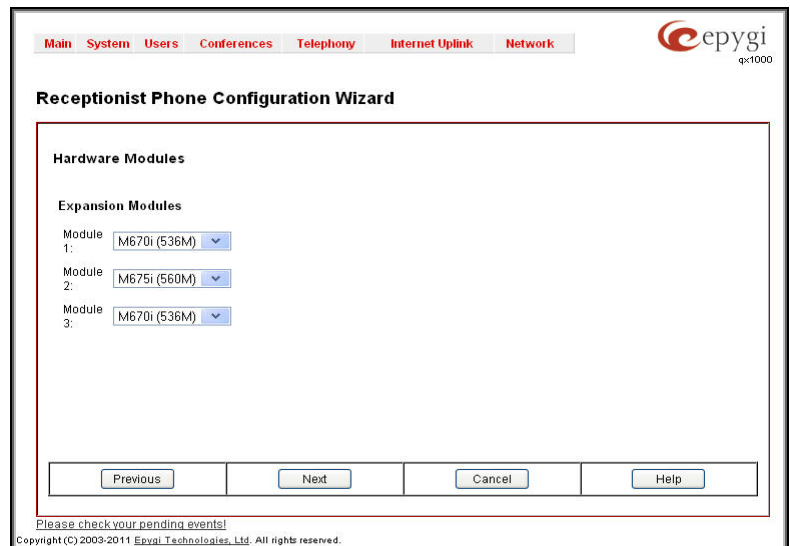 Main System Users Conferences Telephony Internet Uplink Network
epygi
qx1000
Receptionist Phone Configuration Wizard
Hardware Modules
Expansion Modules
Module 1: M670i (536M)
Module 2: M675i (560M)
Module 3: M670i (536M)
Previous Next Cancel Help
Please check your pending events!
Copyright (C) 2003-2011 Epygi Technologies, Ltd. All rights reserved.